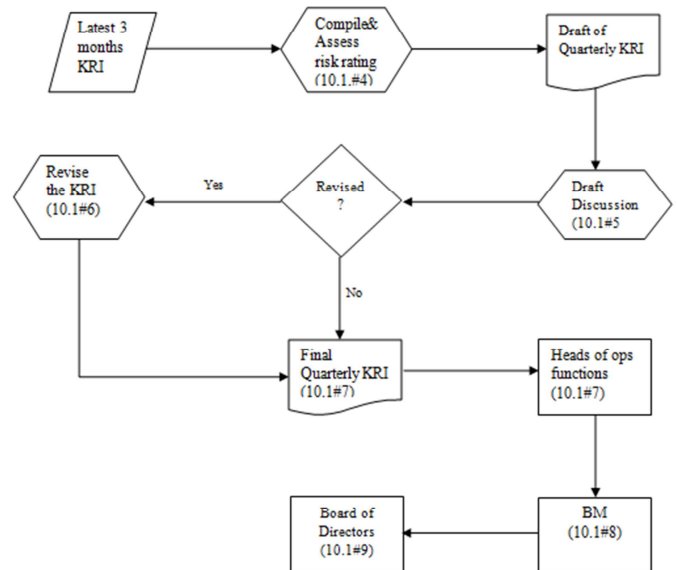 Latest 3
months
KRI
Compile&
Assess
risk rating
(10.1.#4)
Draft of
Quarterly KRI
Revise
the KRI
(10.1#6)
Yes
Revised
?
Draft
Discussion
(10.1#5
No
Final
Quarterly KRI
(10.1#7)
Heads of ops
functions
(10.1#7)
Board of
Directors
(10.1#9)
BM
(10.1#8)